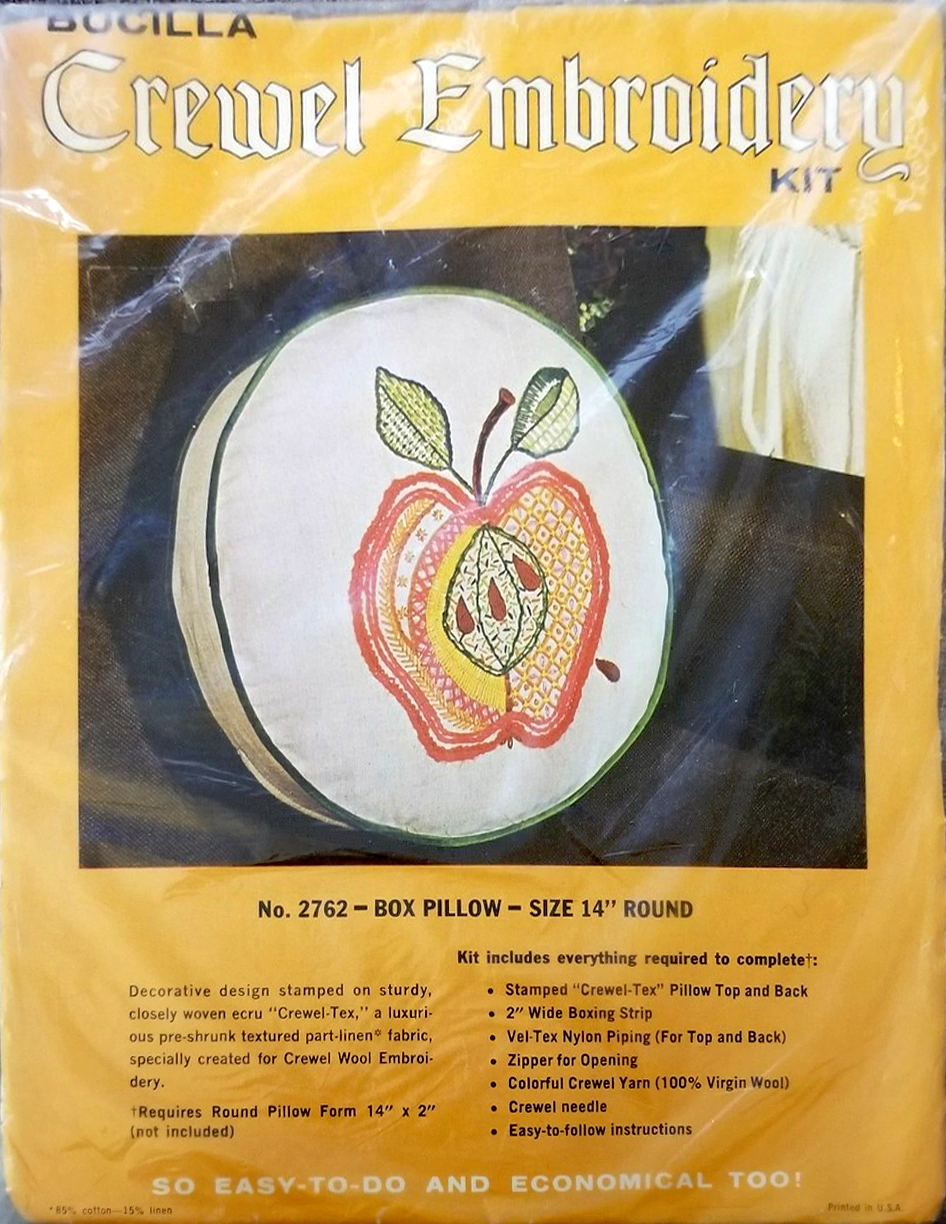 BUCILLA
Crewel Embroidery
KIT
No. 2762 – BOX PILLOW – SIZE 14" ROUND
Kit includes everything required to complete†:
Decorative design stamped on sturdy,
closely woven ecru "Crewel-Tex," a luxuri-
ous pre-shrunk textured part-linen* fabric,
specially created for Crewel Wool Embroi-
dery.
†Requires Round Pillow Form 14" x 2"
(not included)
• Stamped "Crewel-Tex" Pillow Top and Back
• 2" Wide Boxing Strip
• Vel-Tex Nylon Piping (For Top and Back)
• Zipper for Opening
• Colorful Crewel Yarn (100% Virgin Wool)
• Crewel needle
• Easy-to-follow instructions
SO EASY-TO-DO AND ECONOMICAL TOO!
*85% cotton—15% linen
Printed in U.S.A.